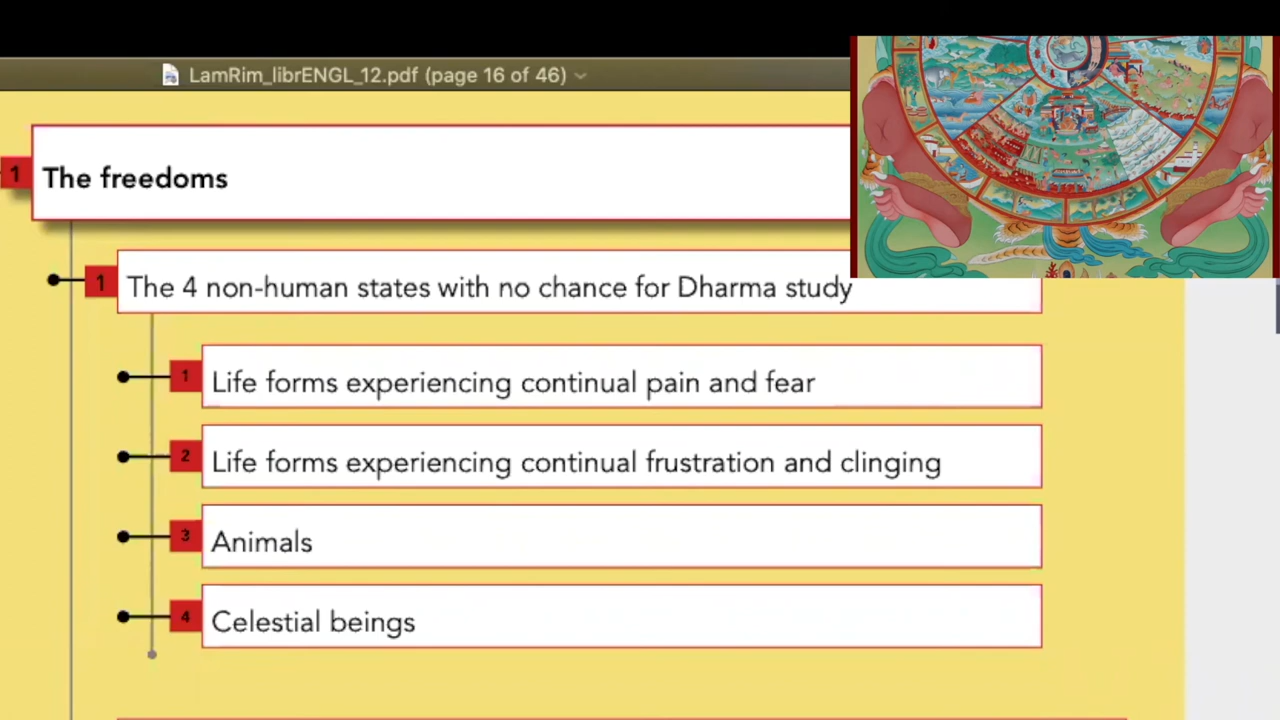 LamRim_librENGL_12.pdf (page 16 of 46)
1 The freedoms
1 The 4 non-human states with no chance for Dharma study
1 Life forms experiencing continual pain and fear
2 Life forms experiencing continual frustration and clinging
3 Animals
4 Celestial beings